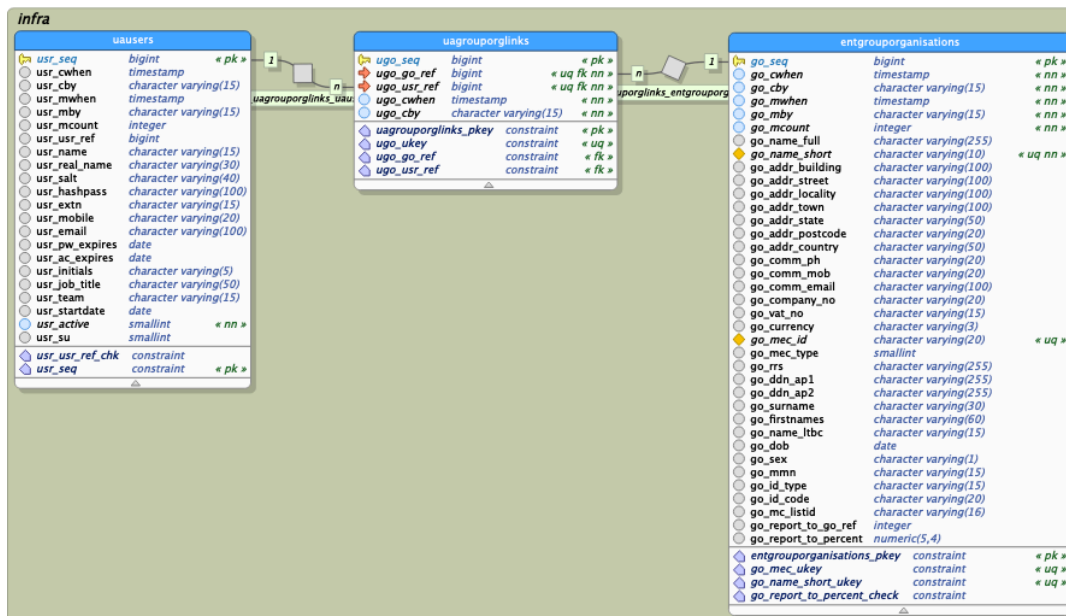 infra
uausers
usr_seq bigint « pk »
usr_cwhen timestamp
usr_cby character varying(15)
usr_mwhen timestamp
usr_mby character varying(15)
usr_mcount integer
usr_usr_ref bigint
usr_name character varying(15)
usr_real_name character varying(30)
usr_salt character varying(40)
usr_hashpass character varying(100)
usr_extn character varying(15)
usr_mobile character varying(20)
usr_email character varying(100)
usr_pw_expires date
usr_ac_expires date
usr_initials character varying(5)
usr_job_title character varying(50)
usr_team character varying(15)
usr_startdate date
usr_active smallint « nn »
usr_su smallint
usr_usr_ref_chk constraint
usr_seq constraint « pk »
1
n
_uagrouporglinks_uau
uagrouporglinks
ugo_seq bigint « pk »
ugo_go_ref bigint « uq fk nn »
ugo_usr_ref bigint « uq fk nn »
ugo_cwhen timestamp « nn »
ugo_cby character varying(15) « nn »
uagrouporglinks_pkey constraint « pk »
ugo_ukey constraint « uq »
ugo_go_ref constraint « fk »
ugo_usr_ref constraint « fk »
n
1
porglinks_entgrouporg
entgrouporganisations
go_seq bigint « pk »
go_cwhen timestamp « nn »
go_cby character varying(15) « nn »
go_mwhen timestamp « nn »
go_mby character varying(15) « nn »
go_mcount integer « nn »
go_name_full character varying(255)
go_name_short character varying(10) « uq nn »
go_addr_building character varying(100)
go_addr_street character varying(100)
go_addr_locality character varying(100)
go_addr_town character varying(100)
go_addr_state character varying(50)
go_addr_postcode character varying(20)
go_addr_country character varying(50)
go_comm_ph character varying(20)
go_comm_mob character varying(20)
go_comm_email character varying(100)
go_company_no character varying(20)
go_vat_no character varying(15)
go_currency character varying(3)
go_mec_id character varying(20) « uq »
go_mec_type smallint
go_rrs character varying(255)
go_ddn_ap1 character varying(255)
go_ddn_ap2 character varying(255)
go_surname character varying(30)
go_firstnames character varying(60)
go_name_ltbc character varying(15)
go_dob date
go_sex character varying(1)
go_mmn character varying(15)
go_id_type character varying(15)
go_id_code character varying(20)
go_mc_listid character varying(16)
go_report_to_go_ref integer
go_report_to_percent numeric(5,4)
entgrouporganisations_pkey constraint « pk »
go_mec_ukey constraint « uq »
go_name_short_ukey constraint « uq »
go_report_to_percent_check constraint